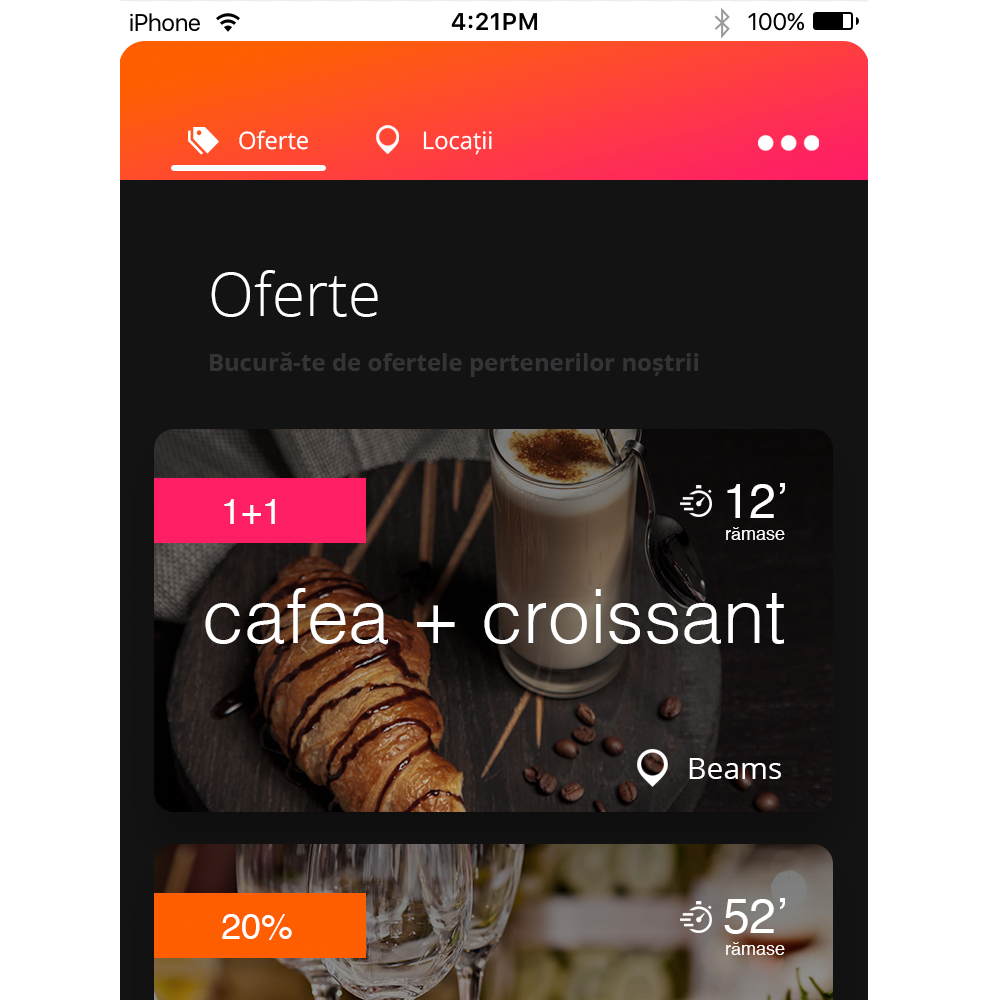 iPhone 4:21PM 100%
Oferte Locații
Oferte
Bucură-te de ofertele pertenerilor noștrii
1+1
12’
rămase
cafea + croissant
Beams
20%
52’
rămase